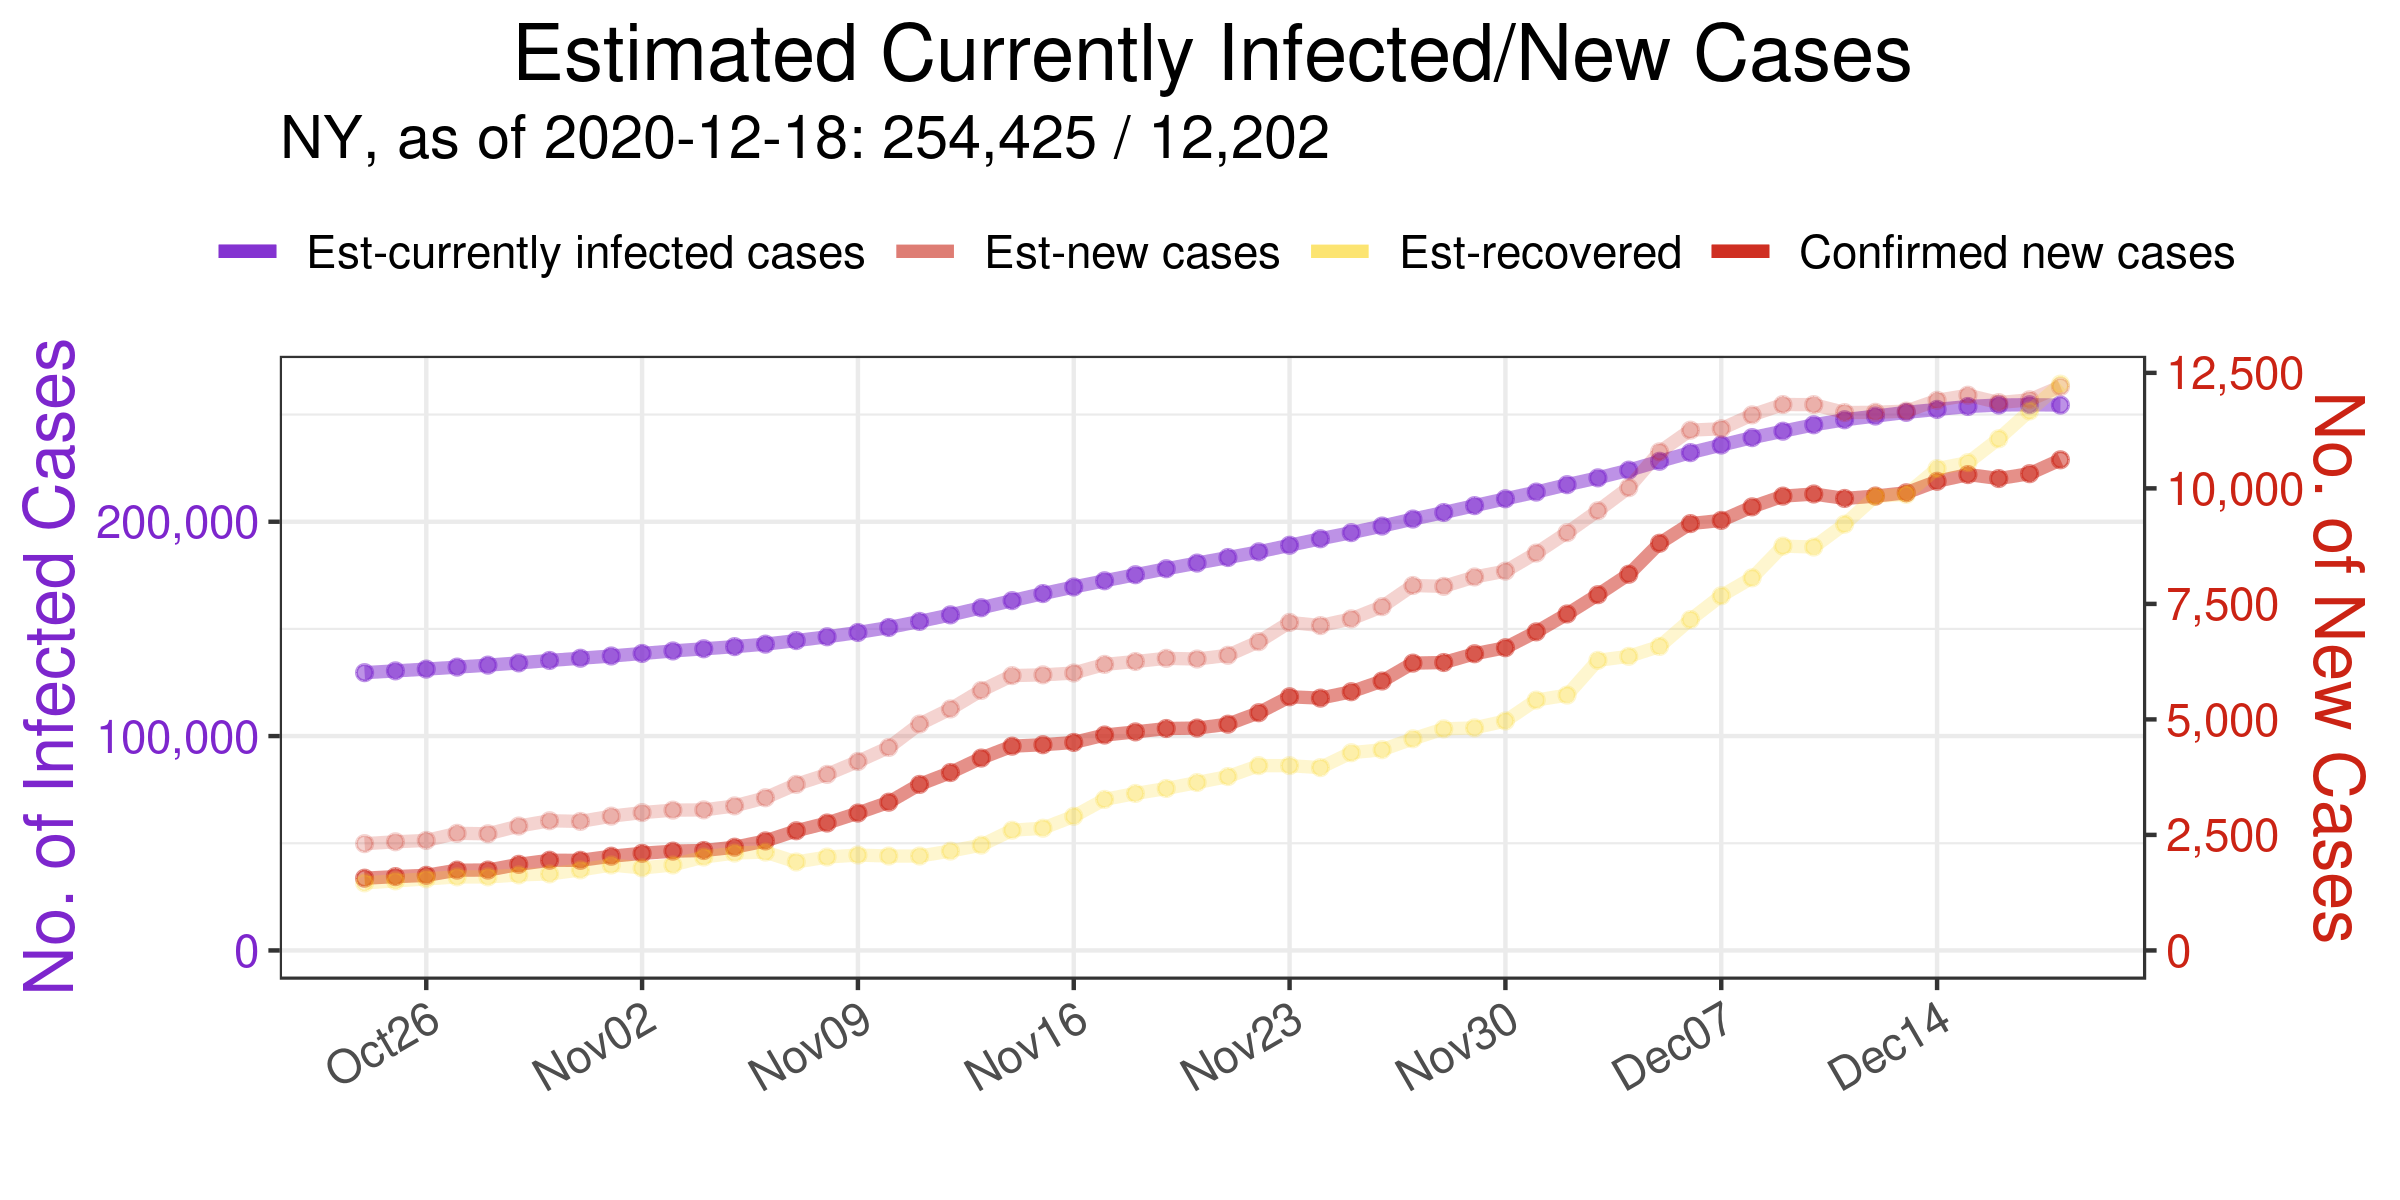 Estimated Currently Infected/New Cases
NY, as of 2020-12-18: 254,425 / 12,202
Est-currently infected cases Est-new cases Est-recovered Confirmed new cases
No. of Infected Cases
200,000
100,000
0
12,500
10,000
7,500
5,000
2,500
0
No. of New Cases
Oct26 Nov02 Nov09 Nov16 Nov23 Nov30 Dec07 Dec14